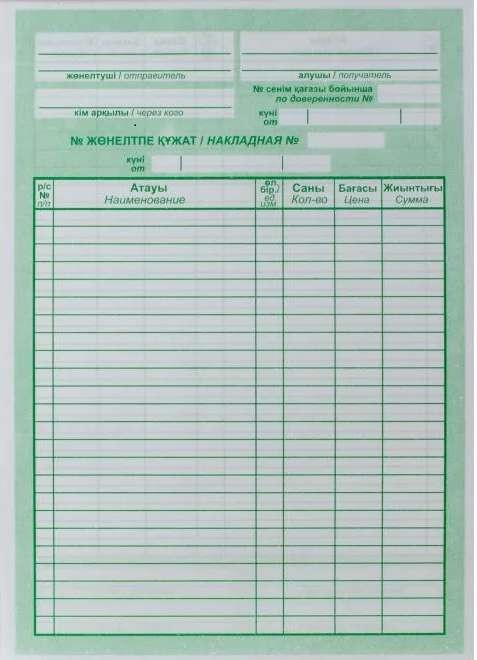 жөнелтуші / отправитель
алушы / получатель
№ сенім қағазы бойынша
по доверенности №
кім арқылы / через кого
күні
от
№ ЖӨНЕЛТПЕ ҚҰЖАТ / НАКЛАДНАЯ №
күні
от
р/с № п/п
Атауы Наименование
өл. бір./ ед. изм.
Саны Кол-во
Бағасы Цена
Жиынтығы Сумма